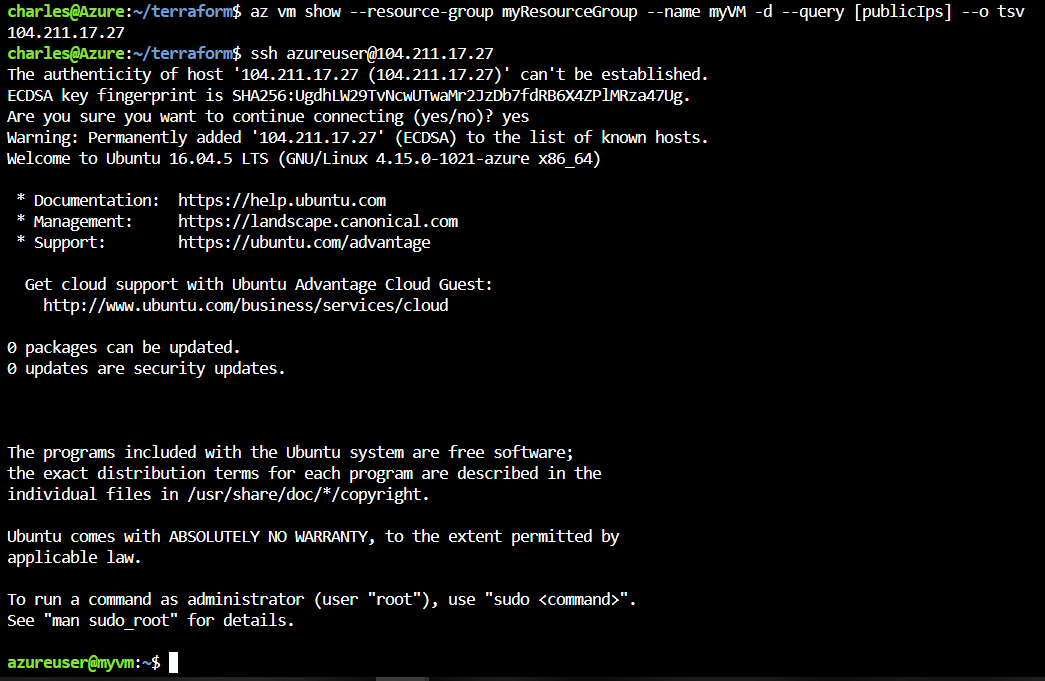 charles@Azure:~/terraform$ az vm show --resource-group myResourceGroup --name myVM -d --query [publicIps] --o tsv
104.211.17.27
charles@Azure:~/terraform$ ssh azureuser@104.211.17.27
The authenticity of host '104.211.17.27 (104.211.17.27)' can't be established.
ECDSA key fingerprint is SHA256:UgdhLW29TvNcwUTwaMr2JzDb7fdRB6X4ZPlMRza47Ug.
Are you sure you want to continue connecting (yes/no)? yes
Warning: Permanently added '104.211.17.27' (ECDSA) to the list of known hosts.
Welcome to Ubuntu 16.04.5 LTS (GNU/Linux 4.15.0-1021-azure x86_64)
* Documentation:  https://help.ubuntu.com
* Management:     https://landscape.canonical.com
* Support:        https://ubuntu.com/advantage
Get cloud support with Ubuntu Advantage Cloud Guest:
http://www.ubuntu.com/business/services/cloud
0 packages can be updated.
0 updates are security updates.
The programs included with the Ubuntu system are free software;
the exact distribution terms for each program are described in the
individual files in /usr/share/doc/*/copyright.
Ubuntu comes with ABSOLUTELY NO WARRANTY, to the extent permitted by
applicable law.
To run a command as administrator (user "root"), use "sudo <command>".
See "man sudo_root" for details.
azureuser@myvm:~$